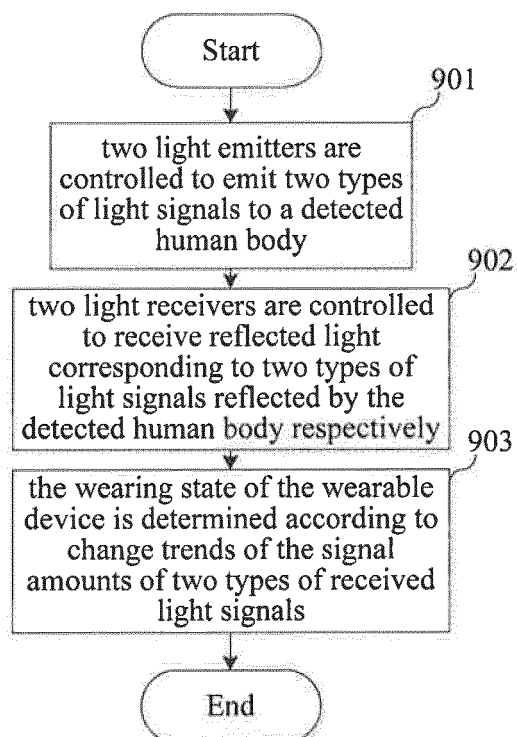 Start
901
two light emitters are
controlled to emit two types
of light signals to a detected
human body
902
two light receivers are controlled
to receive reflected light
corresponding to two types of
light signals reflected by the
detected human body respectively
903
the wearing state of the wearable
device is determined according to
change trends of the signal
amounts of two types of received
light signals
End